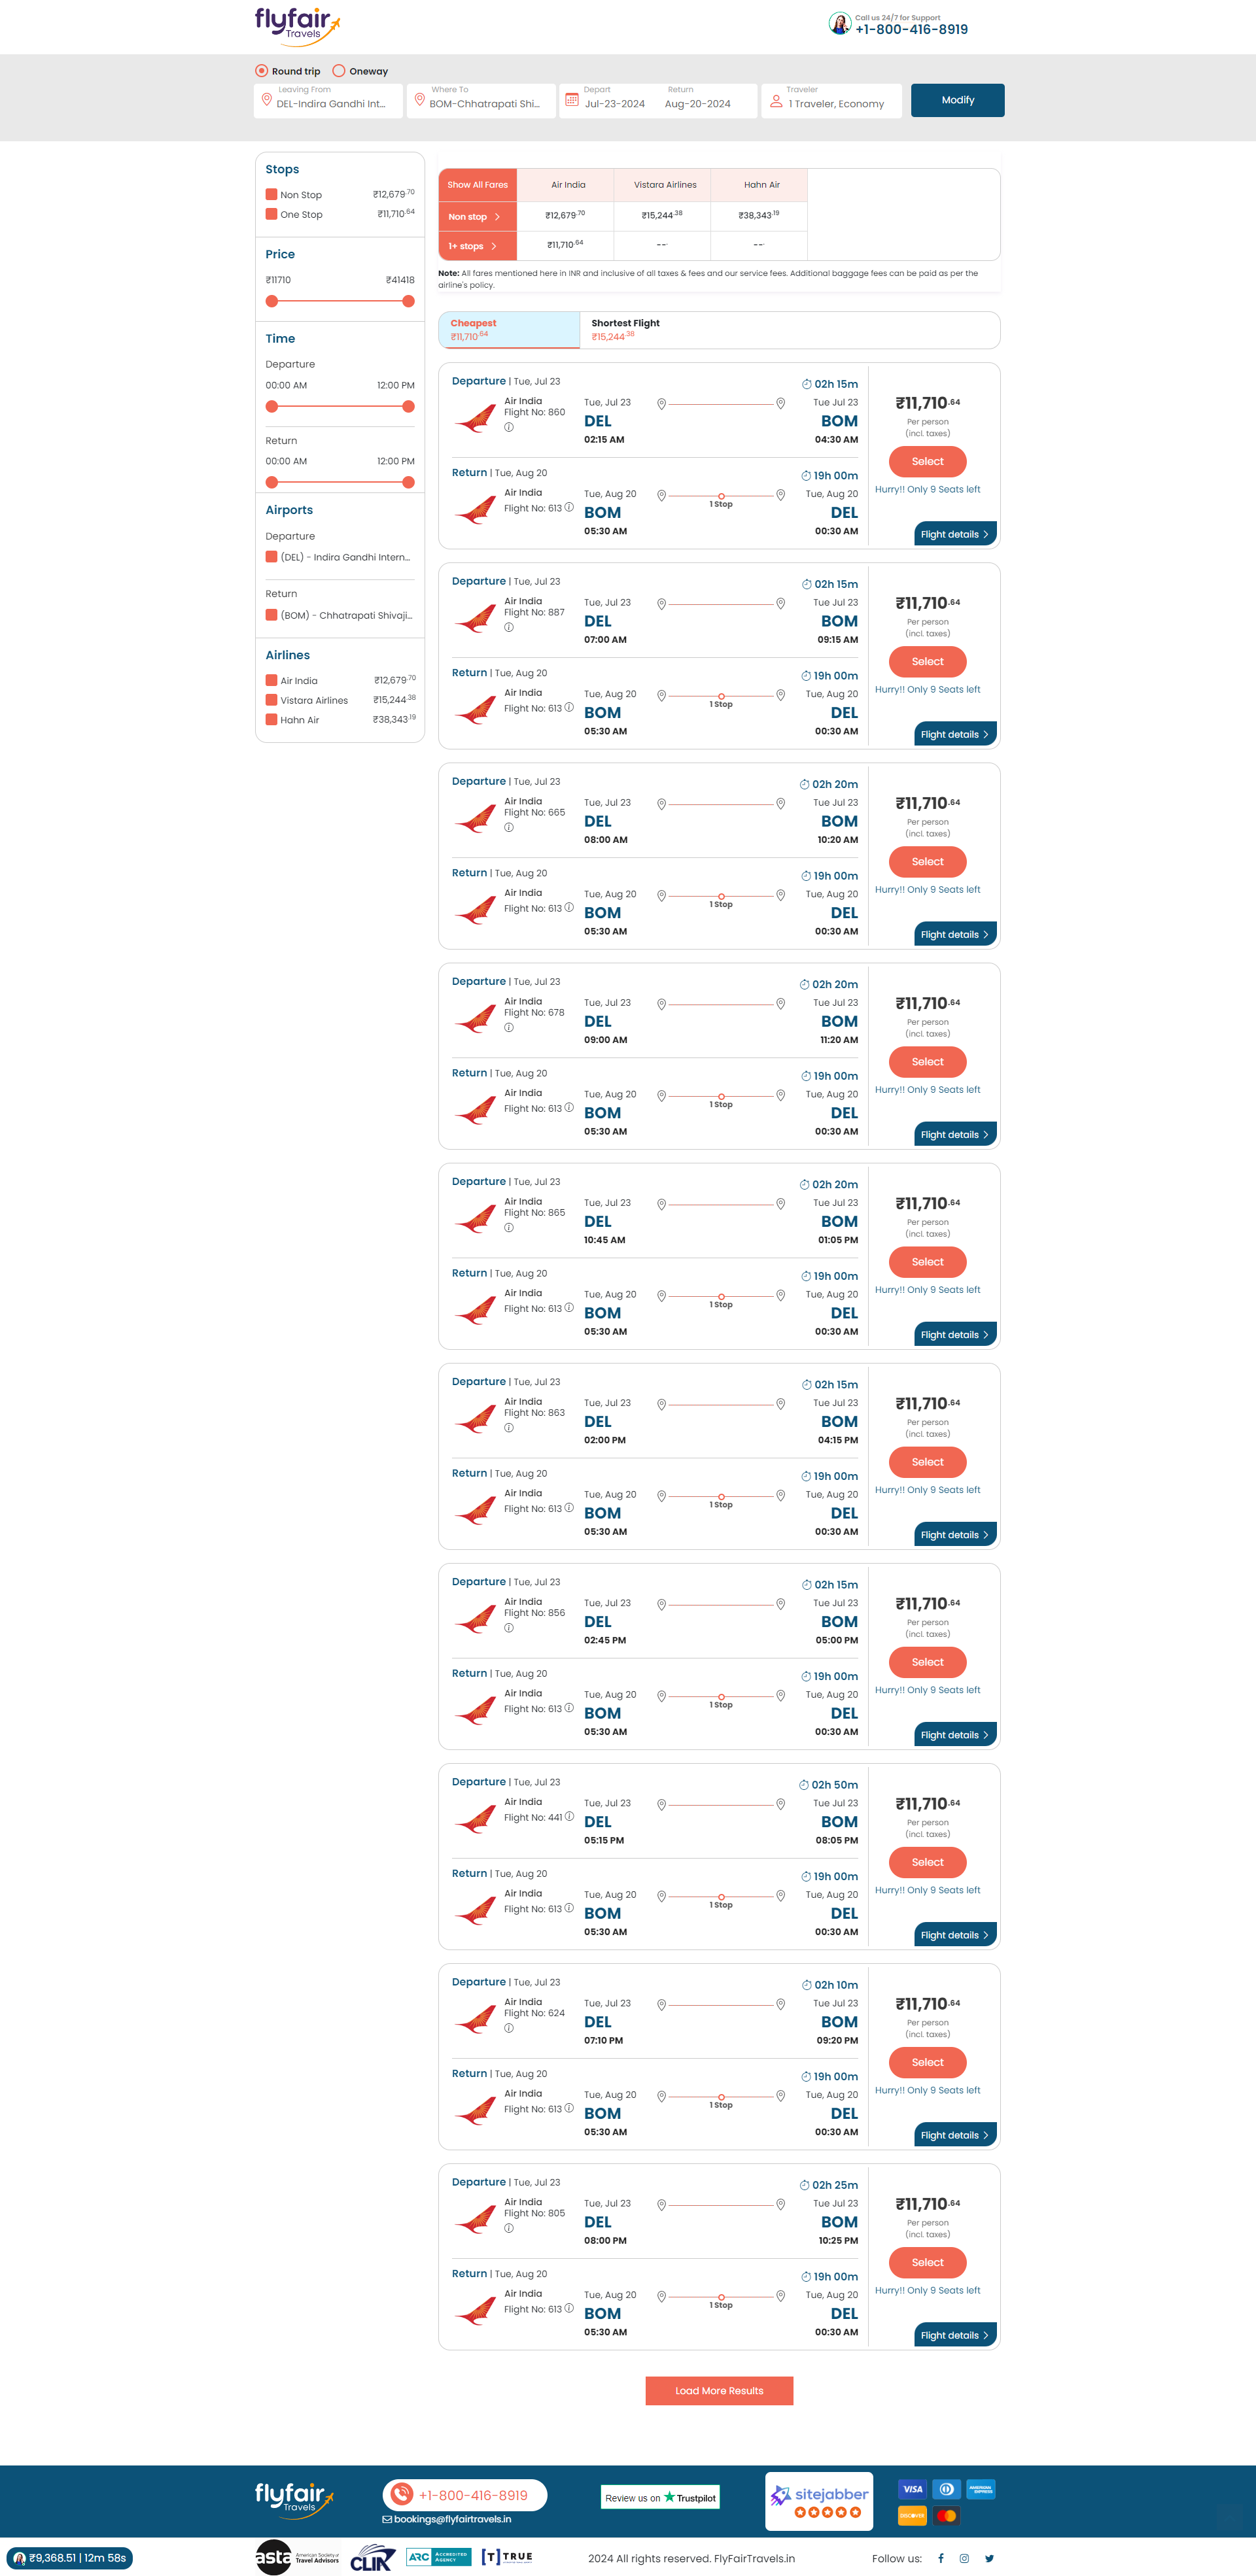 flyfair
Travels
Call us 24/7 for Support
+1-800-416-8919
Round trip Oneway
Leaving From
DEL-Indira Gandhi Int...
Where To
BOM-Chhatrapati Shi...
Depart
Jul-23-2024
Return
Aug-20-2024
Traveler
1 Traveler, Economy
Modify
Stops
Non Stop ₹12,679.70
One Stop ₹11,710.64
Price
₹11710 ₹41418
Time
Departure
00:00 AM 12:00 PM
Return
00:00 AM 12:00 PM
Airports
Departure
(DEL) - Indira Gandhi Intern...
Return
(BOM) - Chhatrapati Shivaji...
Airlines
Air India ₹12,679.70
Vistara Airlines ₹15,244.38
Hahn Air ₹38,343.19
Show All Fares Air India Vistara Airlines Hahn Air
Non stop ₹12,679.70 ₹15,244.38 ₹38,343.19
1+ stops ₹11,710.64 --. --.
Note: All fares mentioned here in INR and inclusive of all taxes & fees and our service fees. Additional baggage fees can be paid as per the
airline's policy.
Cheapest
₹11,710.64
Shortest Flight
₹15,244.38
Departure | Tue, Jul 23 02h 15m
Air India
Flight No: 860
Tue, Jul 23 Tue Jul 23
DEL BOM
02:15 AM 04:30 AM
Return | Tue, Aug 20 19h 00m
Air India
Flight No: 613
Tue, Aug 20 Tue, Aug 20
BOM 1 Stop DEL
05:30 AM 00:30 AM
₹11,710.64
Per person
(incl. taxes)
Select
Hurry!! Only 9 Seats left
Flight details
Departure | Tue, Jul 23 02h 15m
Air India
Flight No: 887
Tue, Jul 23 Tue Jul 23
DEL BOM
07:00 AM 09:15 AM
Return | Tue, Aug 20 19h 00m
Air India
Flight No: 613
Tue, Aug 20 Tue, Aug 20
BOM 1 Stop DEL
05:30 AM 00:30 AM
₹11,710.64
Per person
(incl. taxes)
Select
Hurry!! Only 9 Seats left
Flight details
Departure | Tue, Jul 23 02h 20m
Air India
Flight No: 665
Tue, Jul 23 Tue Jul 23
DEL BOM
08:00 AM 10:20 AM
Return | Tue, Aug 20 19h 00m
Air India
Flight No: 613
Tue, Aug 20 Tue, Aug 20
BOM 1 Stop DEL
05:30 AM 00:30 AM
₹11,710.64
Per person
(incl. taxes)
Select
Hurry!! Only 9 Seats left
Flight details
Departure | Tue, Jul 23 02h 20m
Air India
Flight No: 678
Tue, Jul 23 Tue Jul 23
DEL BOM
09:00 AM 11:20 AM
Return | Tue, Aug 20 19h 00m
Air India
Flight No: 613
Tue, Aug 20 Tue, Aug 20
BOM 1 Stop DEL
05:30 AM 00:30 AM
₹11,710.64
Per person
(incl. taxes)
Select
Hurry!! Only 9 Seats left
Flight details
Departure | Tue, Jul 23 02h 20m
Air India
Flight No: 865
Tue, Jul 23 Tue Jul 23
DEL BOM
10:45 AM 01:05 PM
Return | Tue, Aug 20 19h 00m
Air India
Flight No: 613
Tue, Aug 20 Tue, Aug 20
BOM 1 Stop DEL
05:30 AM 00:30 AM
₹11,710.64
Per person
(incl. taxes)
Select
Hurry!! Only 9 Seats left
Flight details
Departure | Tue, Jul 23 02h 15m
Air India
Flight No: 863
Tue, Jul 23 Tue Jul 23
DEL BOM
02:00 PM 04:15 PM
Return | Tue, Aug 20 19h 00m
Air India
Flight No: 613
Tue, Aug 20 Tue, Aug 20
BOM 1 Stop DEL
05:30 AM 00:30 AM
₹11,710.64
Per person
(incl. taxes)
Select
Hurry!! Only 9 Seats left
Flight details
Departure | Tue, Jul 23 02h 15m
Air India
Flight No: 856
Tue, Jul 23 Tue Jul 23
DEL BOM
02:45 PM 05:00 PM
Return | Tue, Aug 20 19h 00m
Air India
Flight No: 613
Tue, Aug 20 Tue, Aug 20
BOM 1 Stop DEL
05:30 AM 00:30 AM
₹11,710.64
Per person
(incl. taxes)
Select
Hurry!! Only 9 Seats left
Flight details
Departure | Tue, Jul 23 02h 50m
Air India
Flight No: 441
Tue, Jul 23 Tue Jul 23
DEL BOM
05:15 PM 08:05 PM
Return | Tue, Aug 20 19h 00m
Air India
Flight No: 613
Tue, Aug 20 Tue, Aug 20
BOM 1 Stop DEL
05:30 AM 00:30 AM
₹11,710.64
Per person
(incl. taxes)
Select
Hurry!! Only 9 Seats left
Flight details
Departure | Tue, Jul 23 02h 10m
Air India
Flight No: 624
Tue, Jul 23 Tue Jul 23
DEL BOM
07:10 PM 09:20 PM
Return | Tue, Aug 20 19h 00m
Air India
Flight No: 613
Tue, Aug 20 Tue, Aug 20
BOM 1 Stop DEL
05:30 AM 00:30 AM
₹11,710.64
Per person
(incl. taxes)
Select
Hurry!! Only 9 Seats left
Flight details
Departure | Tue, Jul 23 02h 25m
Air India
Flight No: 805
Tue, Jul 23 Tue Jul 23
DEL BOM
08:00 PM 10:25 PM
Return | Tue, Aug 20 19h 00m
Air India
Flight No: 613
Tue, Aug 20 Tue, Aug 20
BOM 1 Stop DEL
05:30 AM 00:30 AM
₹11,710.64
Per person
(incl. taxes)
Select
Hurry!! Only 9 Seats left
Flight details
Load More Results
flyfair
Travels
+1-800-416-8919
bookings@flyfairtravels.in
Review us on Trustpilot
sitejabber
VISA AMERICAN EXPRESS
DISCOVER
₹9,368.51 | 12m 58s
asta American Society of
Travel Advisors
CLIA
ARC ACCREDITED
AGENCY
[T] TRUE
2024 All rights reserved. FlyFairTravels.in
Follow us: